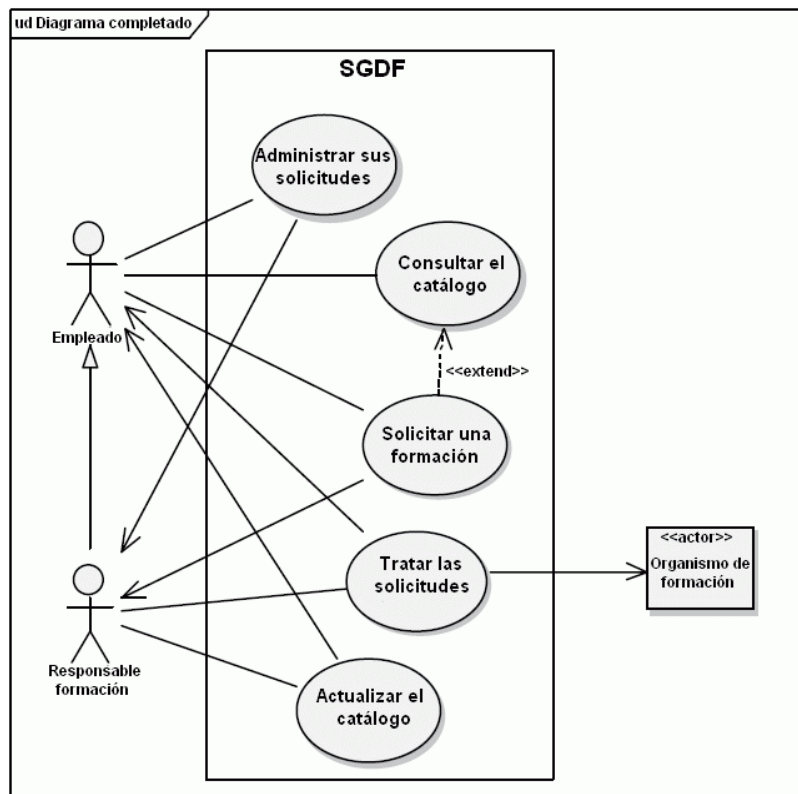 ud Diagrama completado
SGDF
Administrar sus
solicitudes
Consultar el
catálogo
Empleado
<<extend>>
Solicitar una
formación
Tratar las
solicitudes
<<actor>>
Organismo de
formación
Responsable
formación
Actualizar el
catálogo